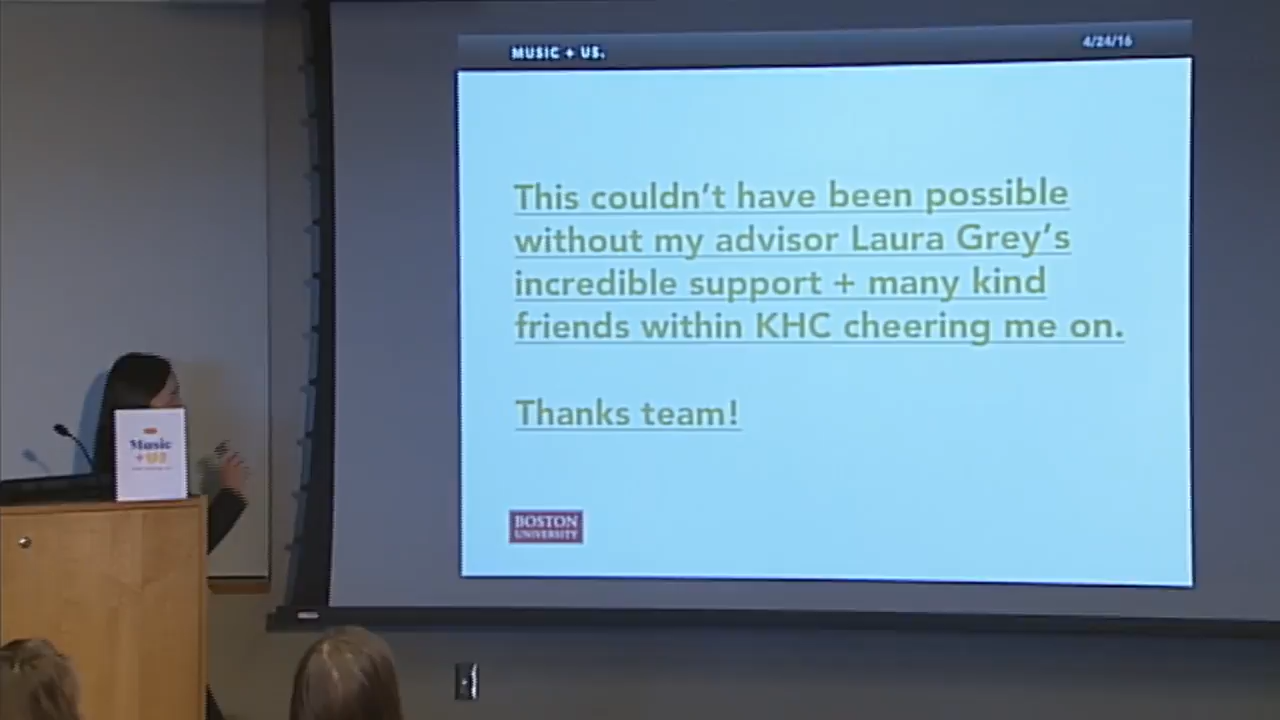 MUSIC + US.
4/24/16
This couldn't have been possible
without my advisor Laura Grey's
incredible support + many kind
friends within KHC cheering me on.
Thanks team!
BOSTON
UNIVERSITY
Music
+ US